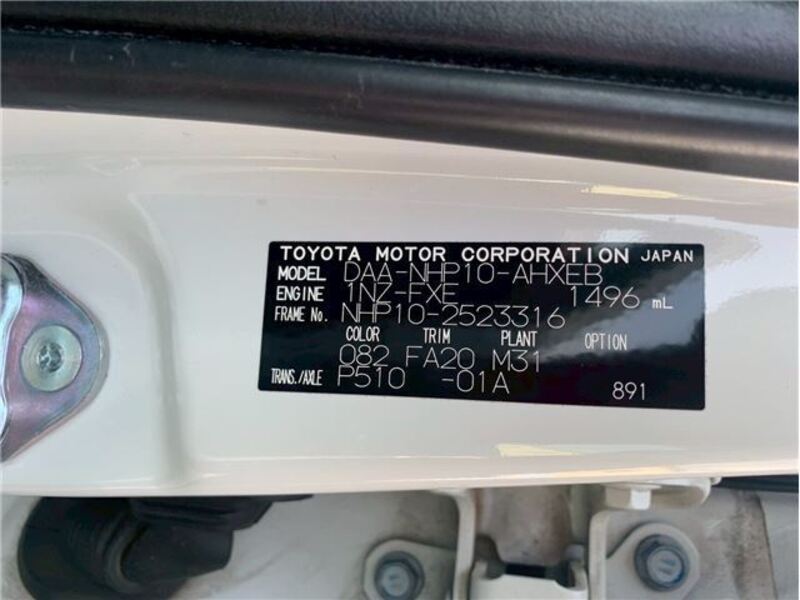 TOYOTA MOTOR CORPORATION JAPAN
MODEL DAA-NHP10-AHXEB
ENGINE 1NZ-FXE 1496 mL
FRAME No. NHP10-2523316
COLOR TRIM PLANT OPTION
082 FA20 M31
TRANS./AXLE P510 -01A 891